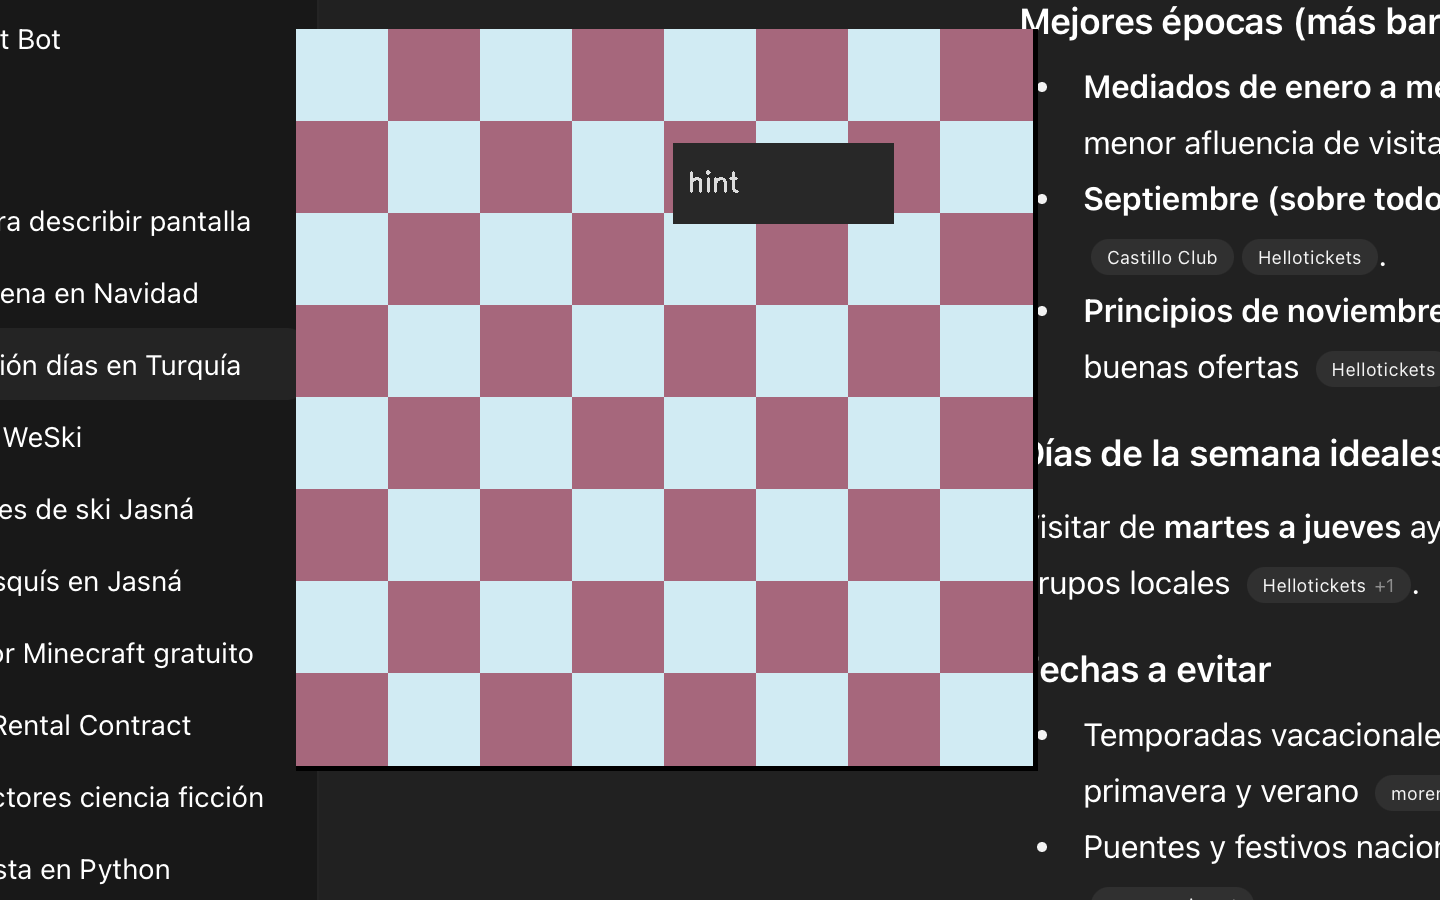 t Bot
ra describir pantalla
ena en Navidad
ión días en Turquía
WeSki
es de ski Jasná
squís en Jasná
or Minecraft gratuito
Rental Contract
ctores ciencia ficción
sta en Python
hint
Mejores épocas (más bar
Mediados de enero a me
menor afluencia de visita
Septiembre (sobre todo
Castillo Club Hellotickets .
Principios de noviembre
buenas ofertas Hellotickets
Días de la semana ideales
isitar de martes a jueves ay
rupos locales Hellotickets +1 .
echas a evitar
Temporadas vacacionale
primavera y verano morer
Puentes y festivos nacion